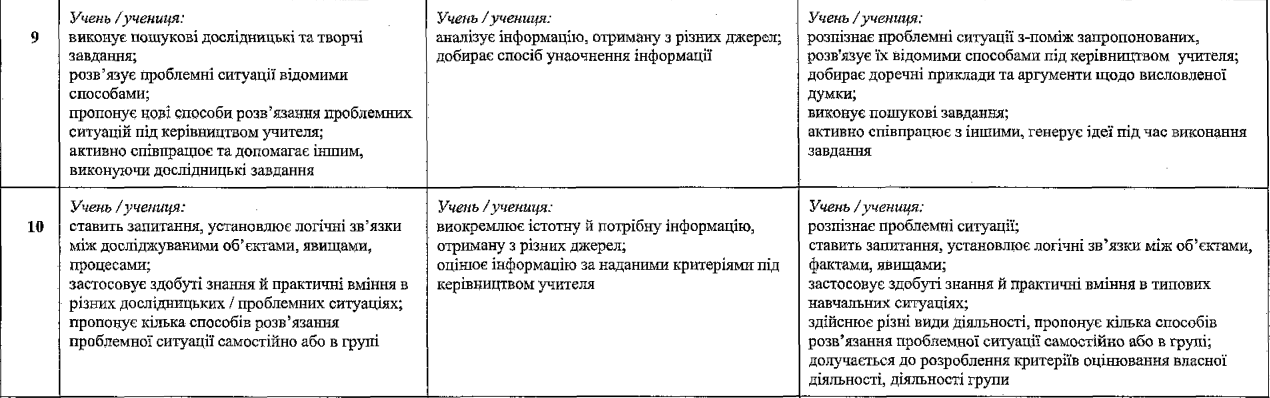 9
Учень / учениця:
виконує пошукові дослідницькі та творчі
завдання;
розв’язує проблемні ситуації відомими
способами;
пропонує нові способи розв’язання проблемних
ситуацій під керівництвом учителя;
активно співпрацює та допомагає іншим,
виконуючи дослідницькі завдання
Учень / учениця:
аналізує інформацію, отриману з різних джерел;
добирає спосіб унаочнення інформації
Учень / учениця:
розпізнає проблемні ситуації з-поміж запропонованих,
розв'язує їх відомими способами під керівництвом учителя;
добирає доречні приклади та аргументи щодо висловленої
думки;
виконує пошукові завдання;
активно співпрацює з іншими, генерує ідеї під час виконання
завдання
10
Учень / учениця:
ставить запитання, установлює логічні зв’язки
між досліджуваними об’єктами, явищами,
процесами;
застосовує здобуті знання й практичні вміння в
різних дослідницьких / проблемних ситуаціях;
пропонує кілька способів розв’язання
проблемної ситуації самостійно або в групі
Учень / учениця:
виокремлює істотну й потрібну інформацію,
отриману з різних джерел;
оцінює інформацію за наданими критеріями під
керівництвом учителя
Учень / учениця:
розпізнає проблемні ситуації;
ставить запитання, установлює логічні зв’язки між об’єктами,
фактами, явищами;
застосовує здобуті знання й практичні вміння в типових
навчальних ситуаціях;
здійснює різні види діяльності, пропонує кілька способів
розв’язання проблемної ситуації самостійно або в групі;
долучається до розроблення критеріїв оцінювання власної
діяльності, діяльності групи